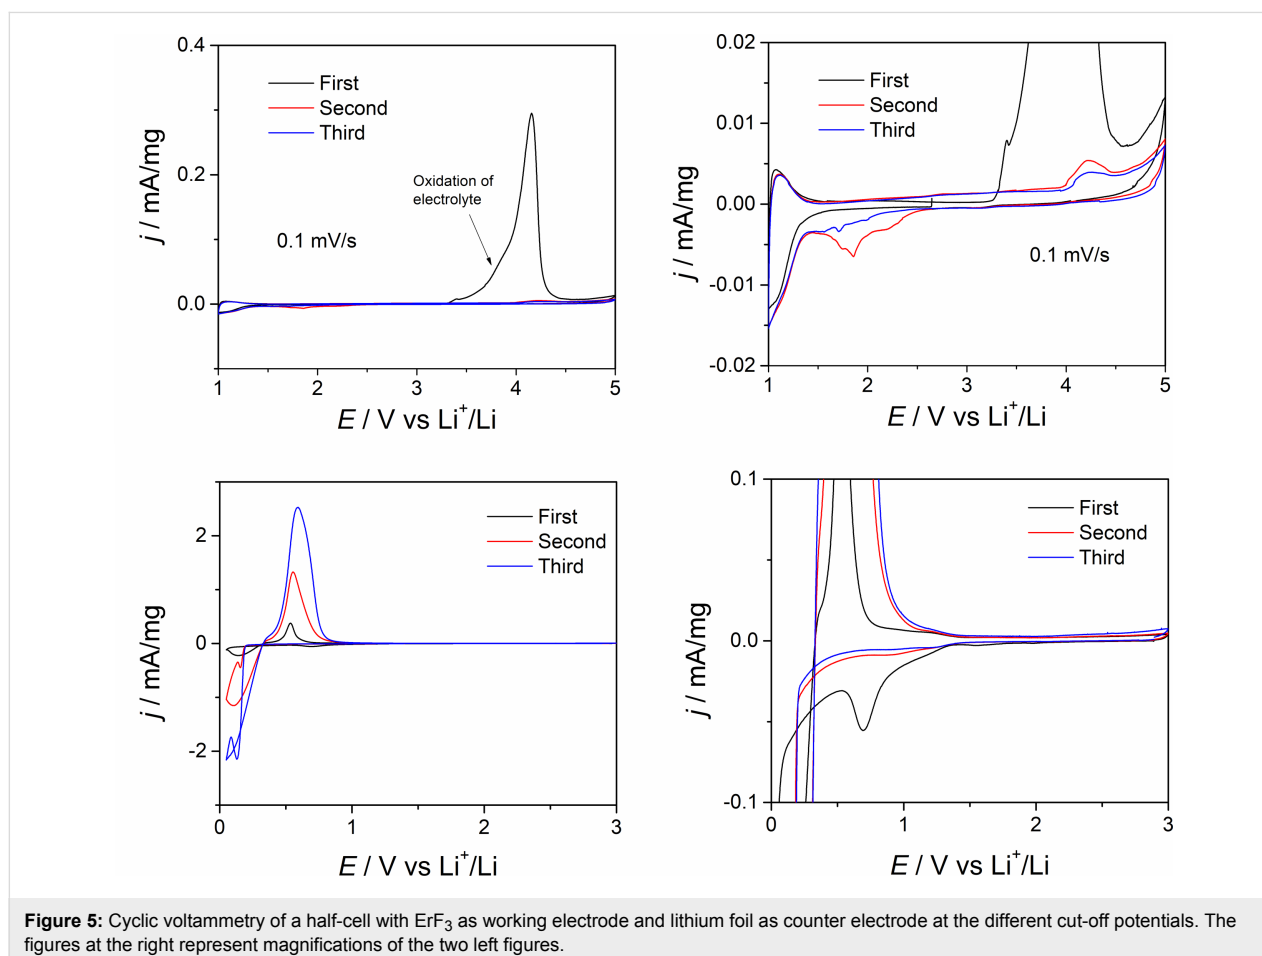 0.4
0.2
0.0
j / mA/mg
First
Second
Third
Oxidation of
electrolyte
0.1 mV/s
1 2 3 4 5
E / V vs Li⁺/Li
0.02
0.01
0.00
-0.01
-0.02
j / mA/mg
First
Second
Third
0.1 mV/s
1 2 3 4 5
E / V vs Li⁺/Li
2
0
-2
j / mA/mg
First
Second
Third
0 1 2 3
E / V vs Li⁺/Li
0.1
0.0
-0.1
j / mA/mg
First
Second
Third
0 1 2 3
E / V vs Li⁺/Li
Figure 5: Cyclic voltammetry of a half-cell with ErF₃ as working electrode and lithium foil as counter electrode at the different cut-off potentials. The
figures at the right represent magnifications of the two left figures.